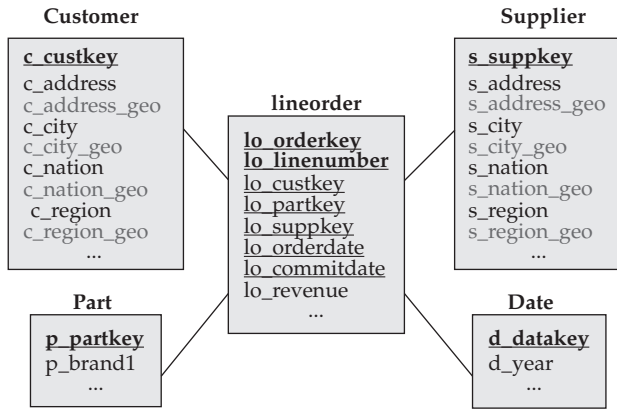 Customer
c_custkey
c_address
c_address_geo
c_city
c_city_geo
c_nation
c_nation_geo
c_region
c_region_geo
...
Supplier
s_suppkey
s_address
s_address_geo
s_city
s_city_geo
s_nation
s_nation_geo
s_region
s_region_geo
...
lineorder
lo_orderkey
lo_linenumber
lo_custkey
lo_partkey
lo_suppkey
lo_orderdate
lo_commitdate
lo_revenue
...
Part
p_partkey
p_brand1
...
Date
d_datakey
d_year
...